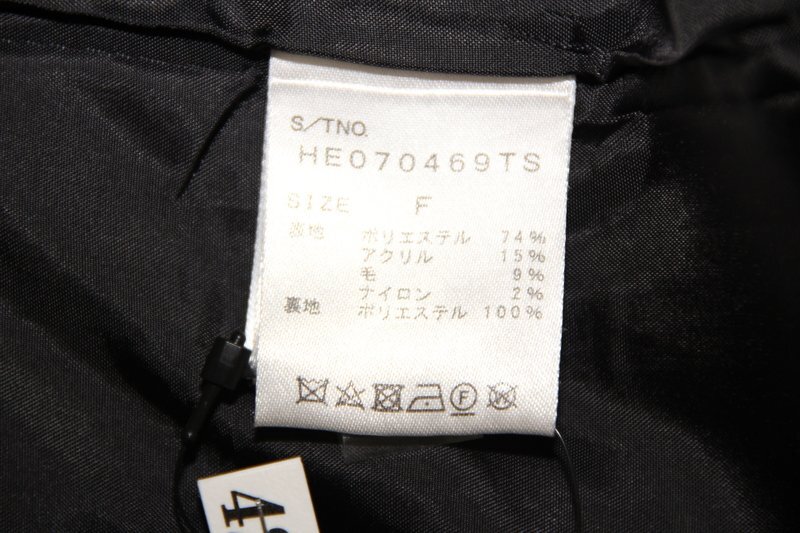 S/TNO.
HE070469TS
SIZE F
表地 ポリエステル 74%
アクリル 15%
毛 9%
ナイロン 2%
裏地 ポリエステル 100%
F